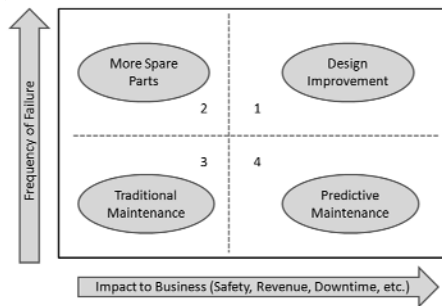 Frequency of Failure
More Spare
Parts
Design
Improvement
2
1
3
4
Traditional
Maintenance
Predictive
Maintenance
Impact to Business (Safety, Revenue, Downtime, etc.)